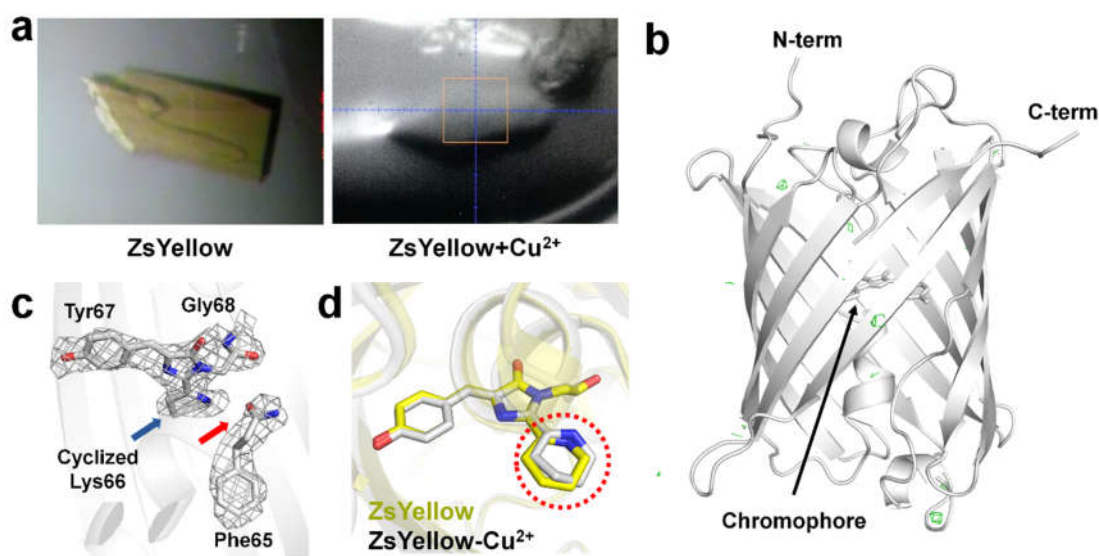 a
ZsYellow
ZsYellow+Cu²⁺
b
N-term
C-term
Chromophore
c
Tyr67
Gly68
Cyclized
Lys66
Phe65
d
ZsYellow
ZsYellow-Cu²⁺